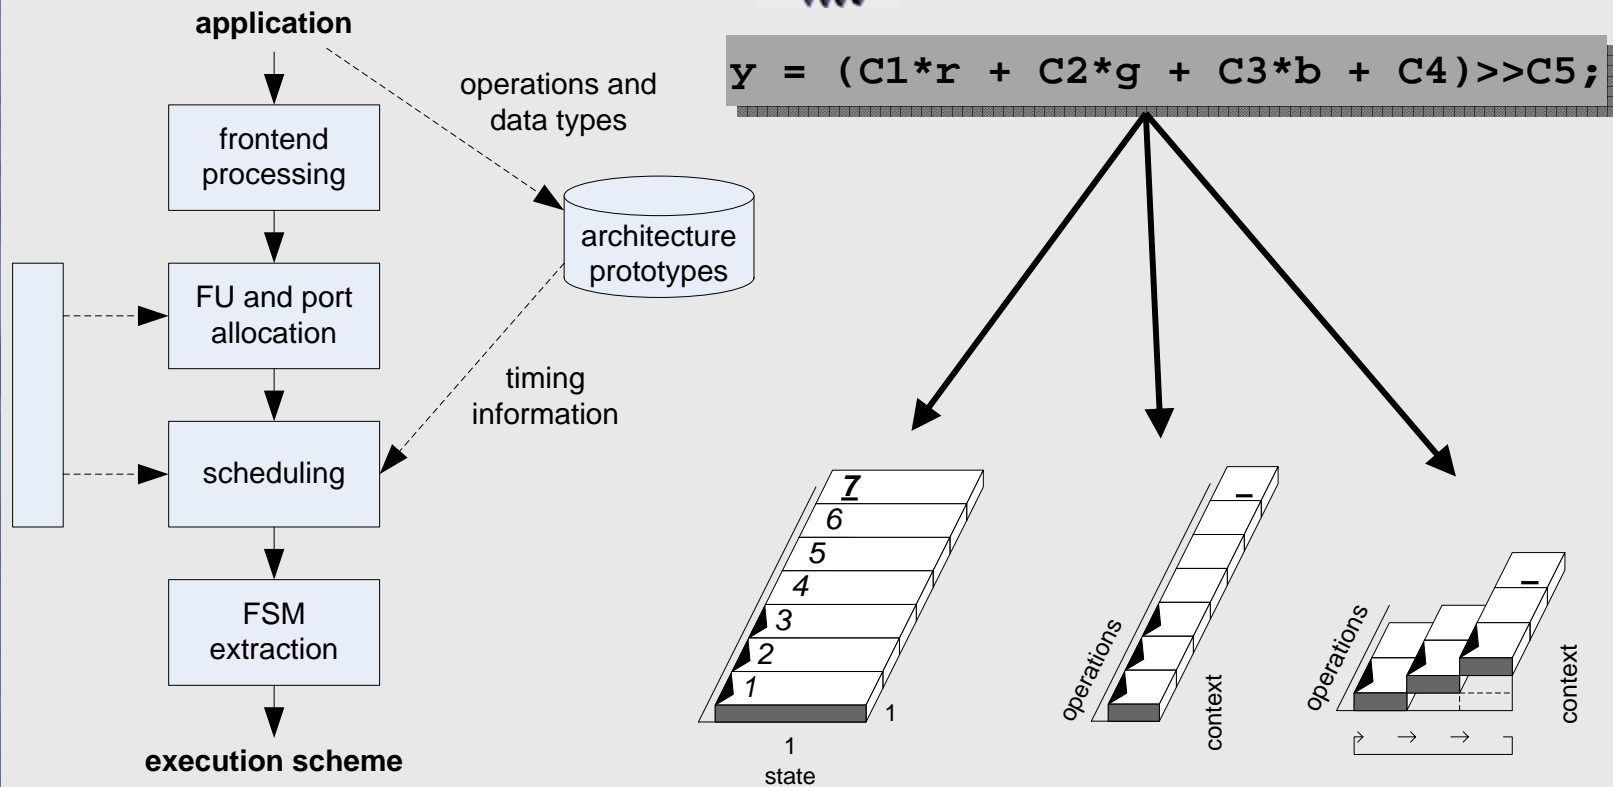 application
operations and
data types
frontend
processing
architecture
prototypes
FU and port
allocation
timing
information
scheduling
FSM
extraction
execution scheme
y = (C1*r + C2*g + C3*b + C4)>>C5;
7
6
5
4
3
2
1
1
1
state
operations
context
operations
context